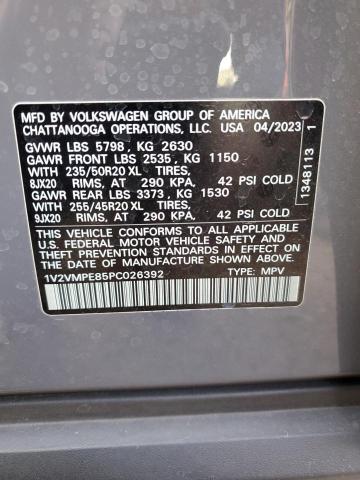 MFD. BY VOLKSWAGEN GROUP OF AMERICA
CHATTANOOGA OPERATIONS, LLC. USA 04/2023
GVWR LBS 5798, KG 2630
GAWR FRONT LBS 2535, KG 1150
WITH 235/50R20 XL TIRES,
8JX20 RIMS, AT 290 KPA, 42 PSI COLD
GAWR REAR LBS 3373, KG 1530
WITH 255/45R20 XL TIRES,
9JX20 RIMS, AT 290 KPA, 42 PSI COLD
THIS VEHICLE CONFORMS TO ALL APPLICABLE
U.S. FEDERAL MOTOR VEHICLE SAFETY AND
THEFT PREVENTION STANDARDS IN EFFECT ON
THE DATE OF MANUFACTURE SHOWN ABOVE.
1V2VMPE85PC026392 TYPE: MPV
1348113 1